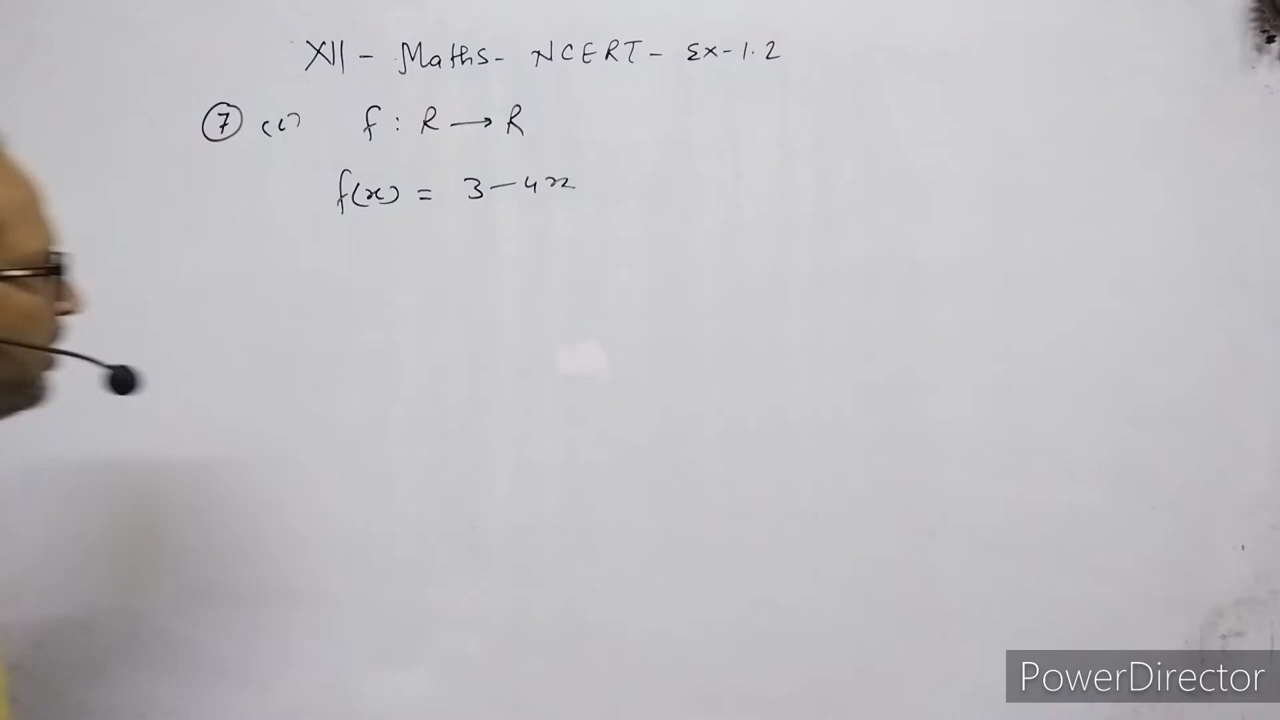 XII - Maths - NCERT - Ex-1.2
7 (i) f : R → R
f(x) = 3-4x
PowerDirector